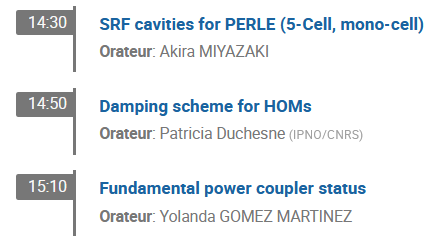 14:30 SRF cavities for PERLE (5-Cell, mono-cell)
Orateur: Akira MIYAZAKI
14:50 Damping scheme for HOMs
Orateur: Patricia Duchesne (IPNO/CNRS)
15:10 Fundamental power coupler status
Orateur: Yolanda GOMEZ MARTINEZ